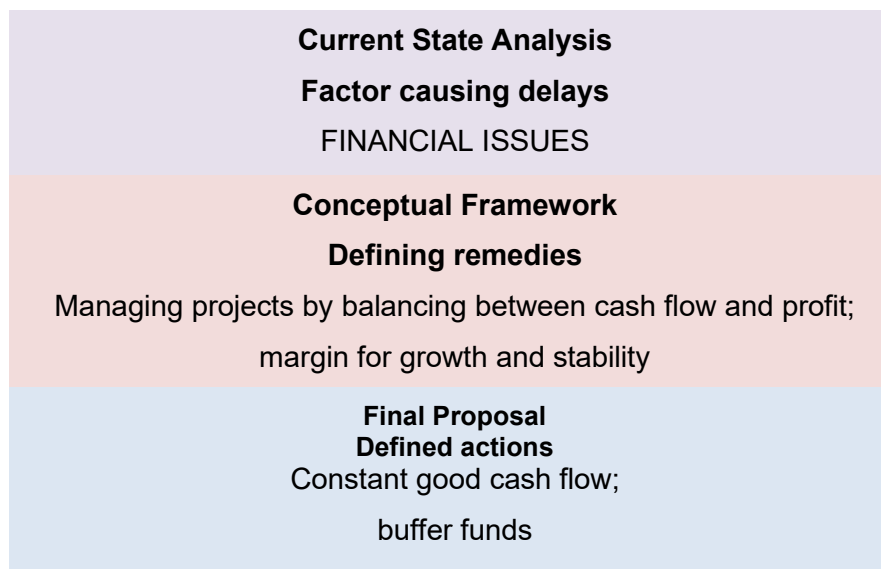 Current State Analysis
Factor causing delays
FINANCIAL ISSUES
Conceptual Framework
Defining remedies
Managing projects by balancing between cash flow and profit;
margin for growth and stability
Final Proposal
Defined actions
Constant good cash flow;
buffer funds